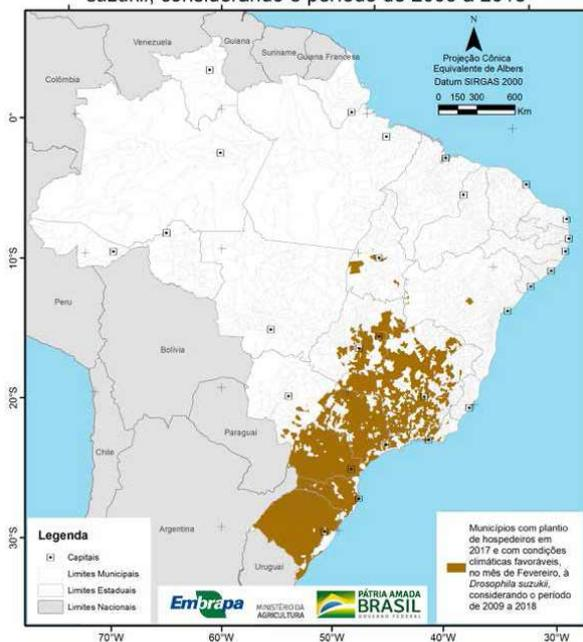 suzukii, considerando o período de 2009 a 2018
N
Projeção Cônica
Equivalente de Albers
Datum SIRGAS 2000
0 150 300 600
Km
Venezuela
Guiana
Suriname
Guiana Francesa
Colômbia
0°
10°S
Peru
Bolívia
20°S
Paraguai
Chile
Argentina
30°S
Uruguai
Legenda
Capitais
Limites Municipais
Limites Estaduais
Limites Nacionais
Embrapa
MINISTÉRIO DA
AGRICULTURA
PÁTRIA AMADA
BRASIL
GOVERNO FEDERAL
Municípios com plantio
de hospedeiros em
2017 e com condições
climáticas favoráveis,
no mês de Fevereiro, à
Drosophila suzukii,
considerando o período
de 2009 a 2018
70°W 60°W 50°W 40°W 30°W